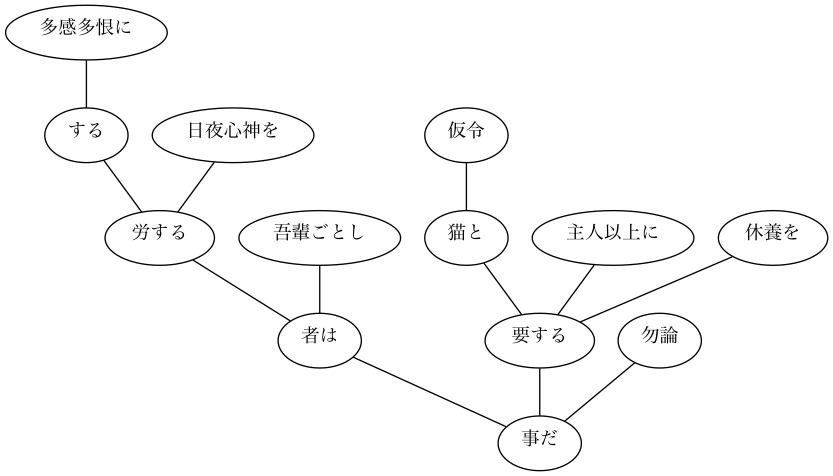 多感多恨に
する
日夜心神を
仮令
労する
吾輩ごとし
猫と
主人以上に
休養を
者は
要する
勿論
事だ